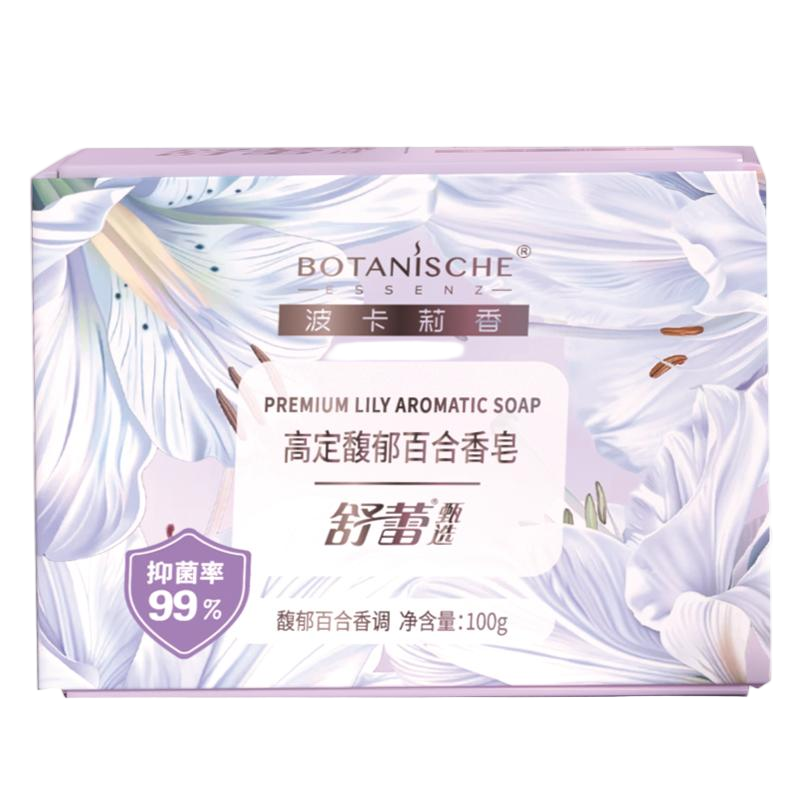 BOTANISCHE®
ESSENZ
波卡莉香
PREMIUM LILY AROMATIC SOAP
高定馥郁百合香皂
舒蕾®甄选
抑菌率
99%
馥郁百合香调 净含量:100g